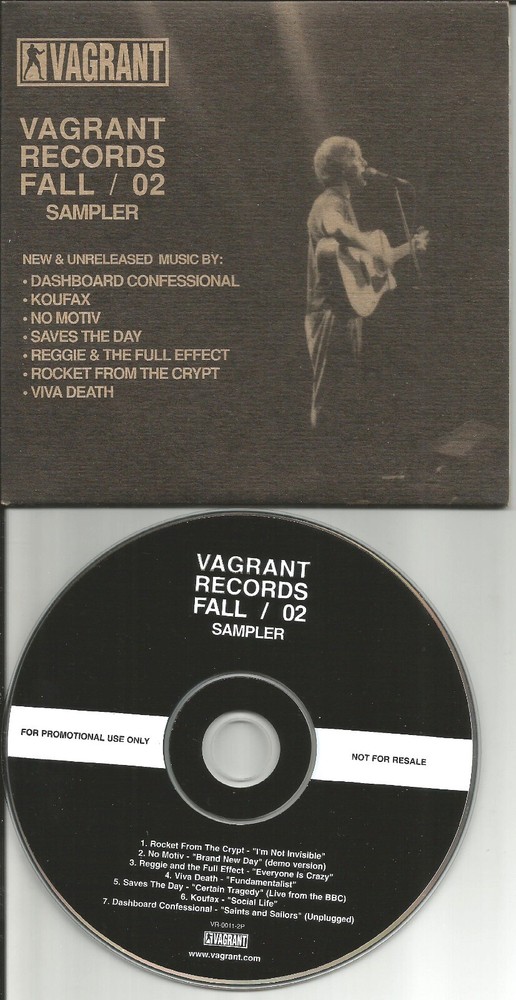 VAGRANT
VAGRANT
RECORDS
FALL / 02
SAMPLER
NEW & UNRELEASED MUSIC BY:
• DASHBOARD CONFESSIONAL
• KOUFAX
• NO MOTIV
• SAVES THE DAY
• REGGIE & THE FULL EFFECT
• ROCKET FROM THE CRYPT
• VIVA DEATH
VAGRANT
RECORDS
FALL / 02
SAMPLER
FOR PROMOTIONAL USE ONLY
NOT FOR RESALE
1. Rocket From The Crypt - "I'm Not Invisible"
2. No Motiv - "Brand New Day" (demo version)
3. Reggie and the Full Effect - "Everyone Is Crazy"
4. Viva Death - "Fundamentalist"
5. Saves The Day - "Certain Tragedy" (Live from the BBC)
6. Koufax - "Social Life"
7. Dashboard Confessional - "Saints and Sailors" (Unplugged)
VR-0011-2P
VAGRANT
www.vagrant.com